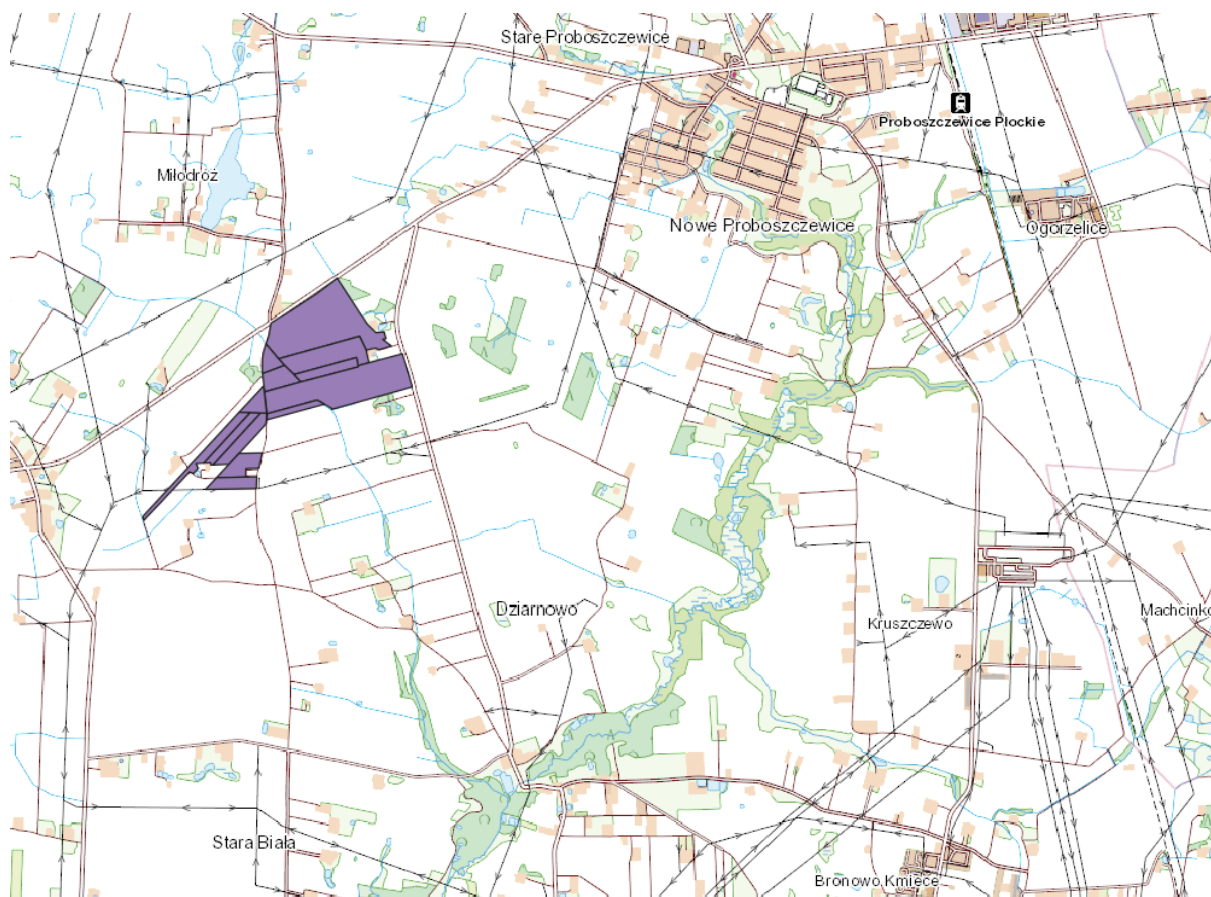 Stare Proboszczewice
Proboszczewice Płockie
Miłodróż
Nowe Proboszczewice
Ogorzelice
Dziarnowo
Kruszczewo
Machcinko
Stara Biała
Bronowo Kmiece